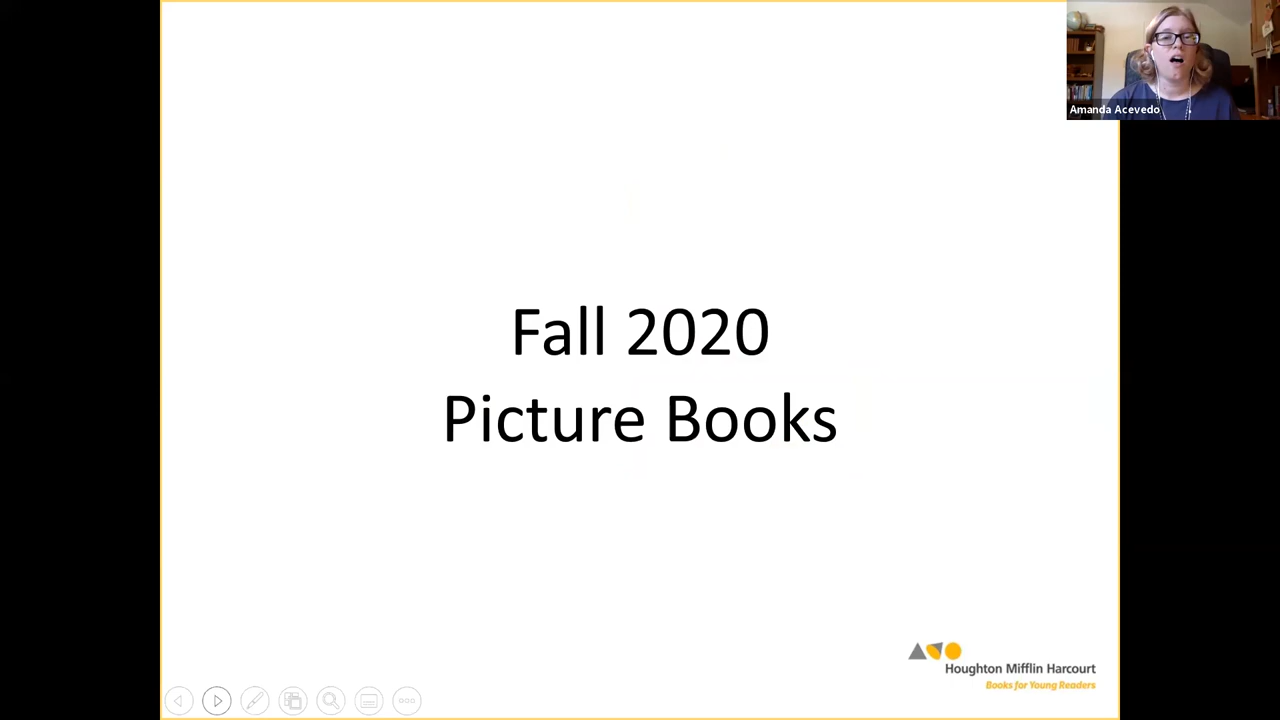 Amanda Acevedo
Fall 2020
Picture Books
Houghton Mifflin Harcourt
Books for Young Readers